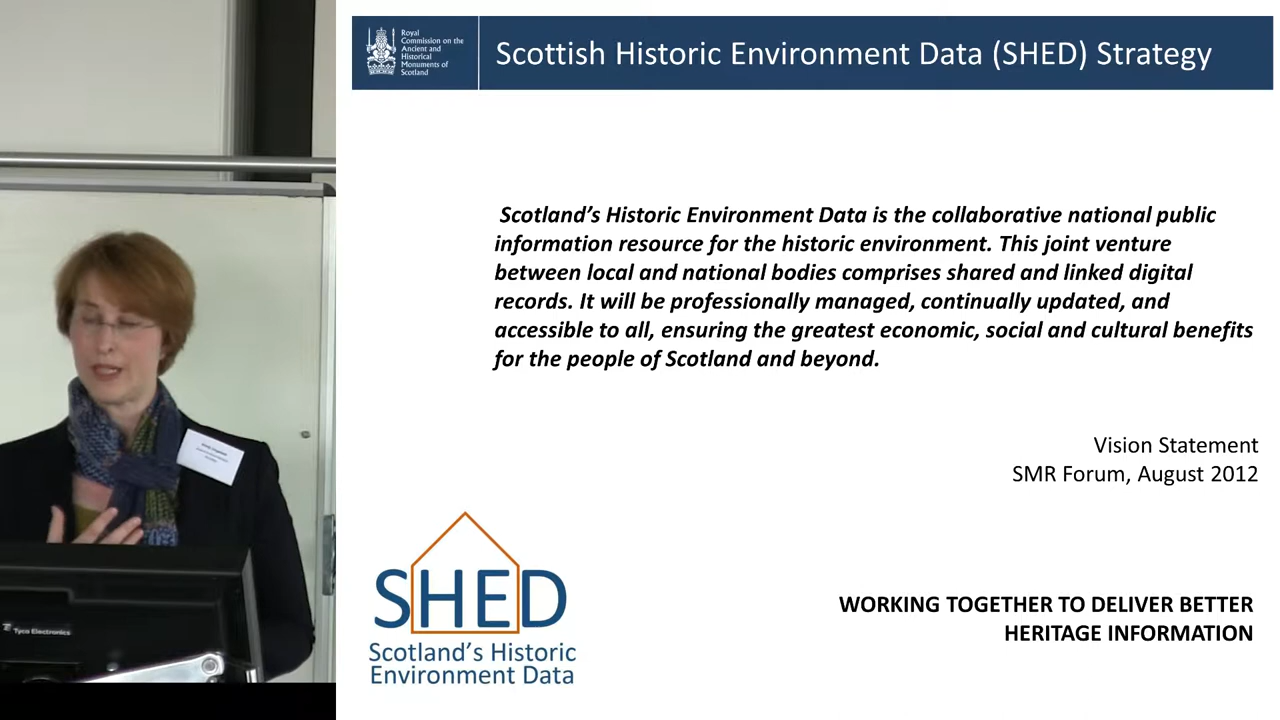 Royal
Commission on the
Ancient and
Historical
Monuments of
Scotland
Scottish Historic Environment Data (SHED) Strategy
Scotland’s Historic Environment Data is the collaborative national public
information resource for the historic environment. This joint venture
between local and national bodies comprises shared and linked digital
records. It will be professionally managed, continually updated, and
accessible to all, ensuring the greatest economic, social and cultural benefits
for the people of Scotland and beyond.
Vision Statement
SMR Forum, August 2012
SHED
Scotland’s Historic
Environment Data
WORKING TOGETHER TO DELIVER BETTER
HERITAGE INFORMATION
Tyco Electronics